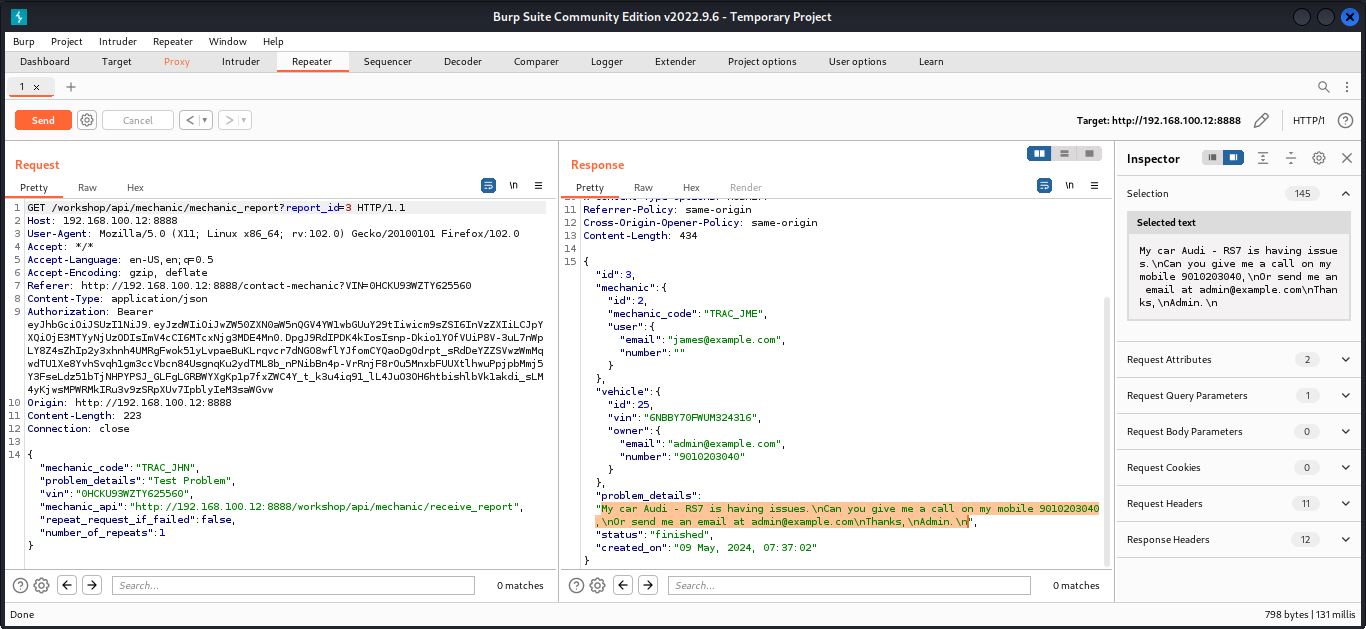 Burp Suite Community Edition v2022.9.6 - Temporary Project
Burp Project Intruder Repeater Window Help
Dashboard Target Proxy Intruder Repeater Sequencer Decoder Comparer Logger Extender Project options User options Learn
1 × +
Send Cancel < > Target: http://192.168.100.12:8888 HTTP/1
Request
Pretty Raw Hex \n
1 GET /workshop/api/mechanic/mechanic_report?report_id=3 HTTP/1.1
2 Host: 192.168.100.12:8888
3 User-Agent: Mozilla/5.0 (X11; Linux x86_64; rv:102.0) Gecko/20100101 Firefox/102.0
4 Accept: */*
5 Accept-Language: en-US,en;q=0.5
6 Accept-Encoding: gzip, deflate
7 Referer: http://192.168.100.12:8888/contact-mechanic?VIN=0HCKU93WZTY625560
8 Content-Type: application/json
9 Authorization: Bearer
10 Origin: http://192.168.100.12:8888
11 Content-Length: 223
12 Connection: close
13
14 {
"mechanic_code":"TRAC_JHN",
"problem_details":"Test Problem",
"vin":"0HCKU93WZTY625560",
"mechanic_api":"http://192.168.100.12:8888/workshop/api/mechanic/receive_report",
"repeat_request_if_failed":false,
"number_of_repeats":1
}
Search... 0 matches
Response
Pretty Raw Hex Render \n
11 Referrer-Policy: same-origin
12 Cross-Origin-Opener-Policy: same-origin
13 Content-Length: 434
14
15 {
"id":3,
"mechanic":{
"id":2,
"mechanic_code":"TRAC_JME",
"user":{
"email":"james@example.com",
"number":""
}
},
"vehicle":{
"id":25,
"vin":"6NBBY70FWUM324316",
"owner":{
"email":"admin@example.com",
"number":"9010203040"
}
},
"problem_details":
"My car Audi - RS7 is having issues.\nCan you give me a call on my mobile 9010203040
,\nOr send me an email at admin@example.com\nThanks,\nAdmin.\n",
"status":"finished",
"created_on":"09 May, 2024, 07:37:02"
}
Search... 0 matches
Inspector
Selection 145
Selected text
My car Audi - RS7 is having issue
s.\nCan you give me a call on my
mobile 9010203040,\nOr send me an
email at admin@example.com\nThan
ks,\nAdmin.\n
Request Attributes 2
Request Query Parameters 1
Request Body Parameters 0
Request Cookies 0
Request Headers 11
Response Headers 12
Done 798 bytes | 131 millis